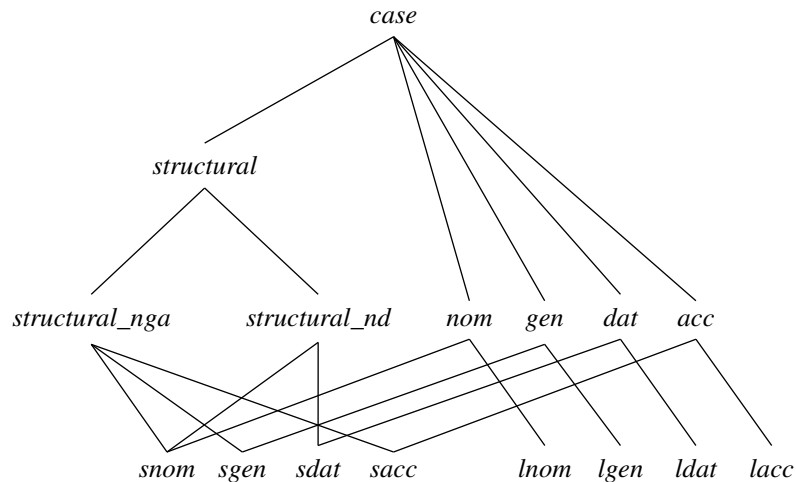 case
structural
structural_nga structural_nd nom gen dat acc
snom sgen sdat sacc lnom lgen ldat lacc